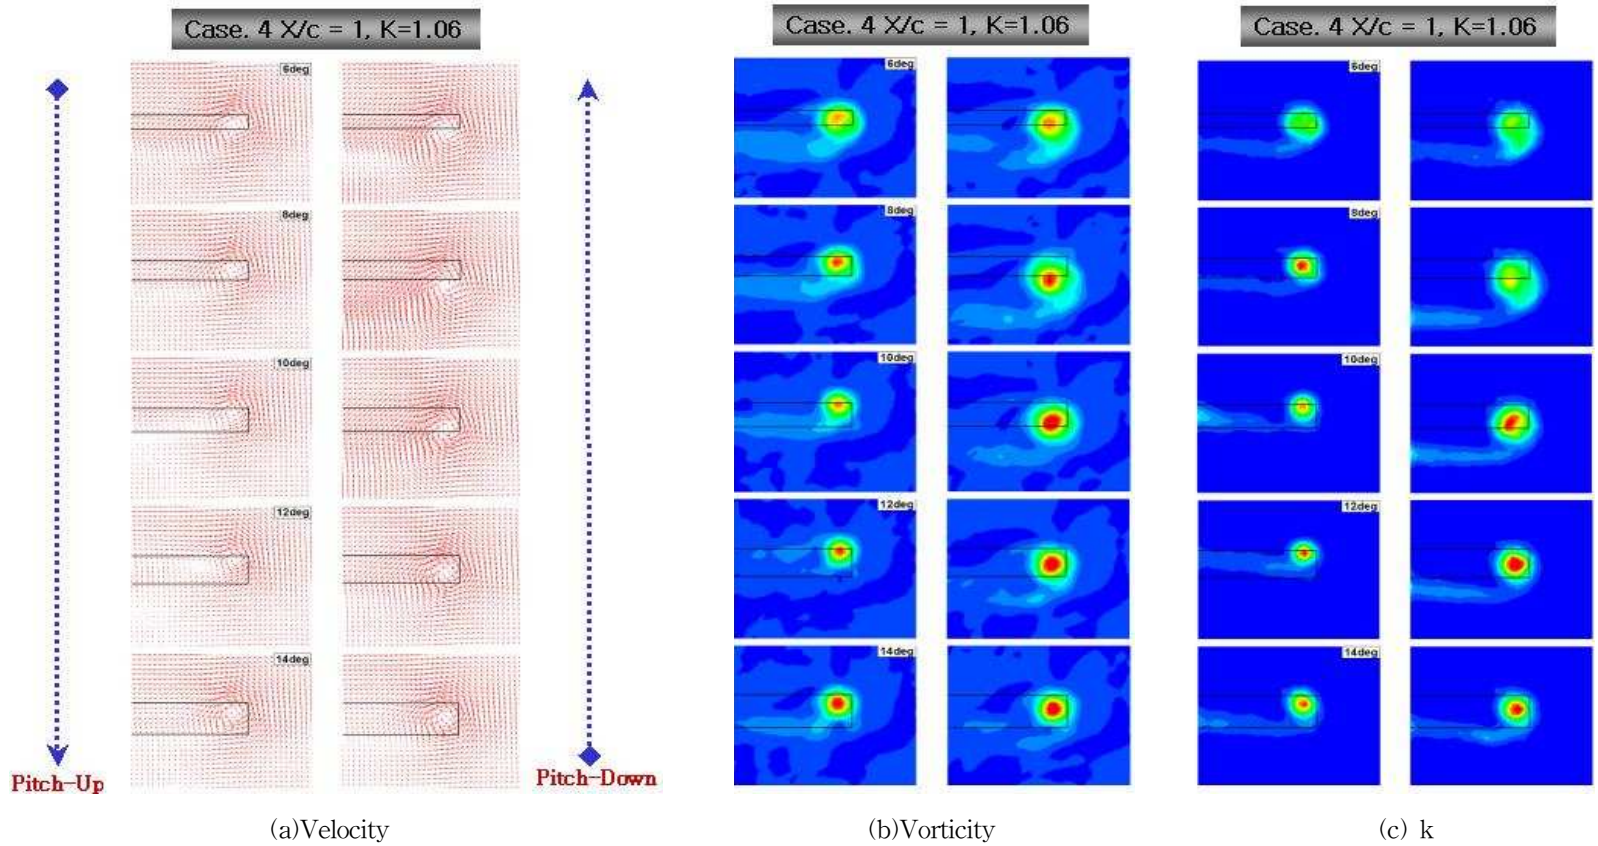 Case. 4 X/c = 1, K=1.06
Case. 4 X/c = 1, K=1.06
Case. 4 X/c = 1, K=1.06
6deg
6deg
6deg
8deg
8deg
8deg
10deg
10deg
10deg
12deg
12deg
12deg
14deg
14deg
14deg
Pitch-Up
Pitch-Down
(a)Velocity
(b)Vorticity
(c) k